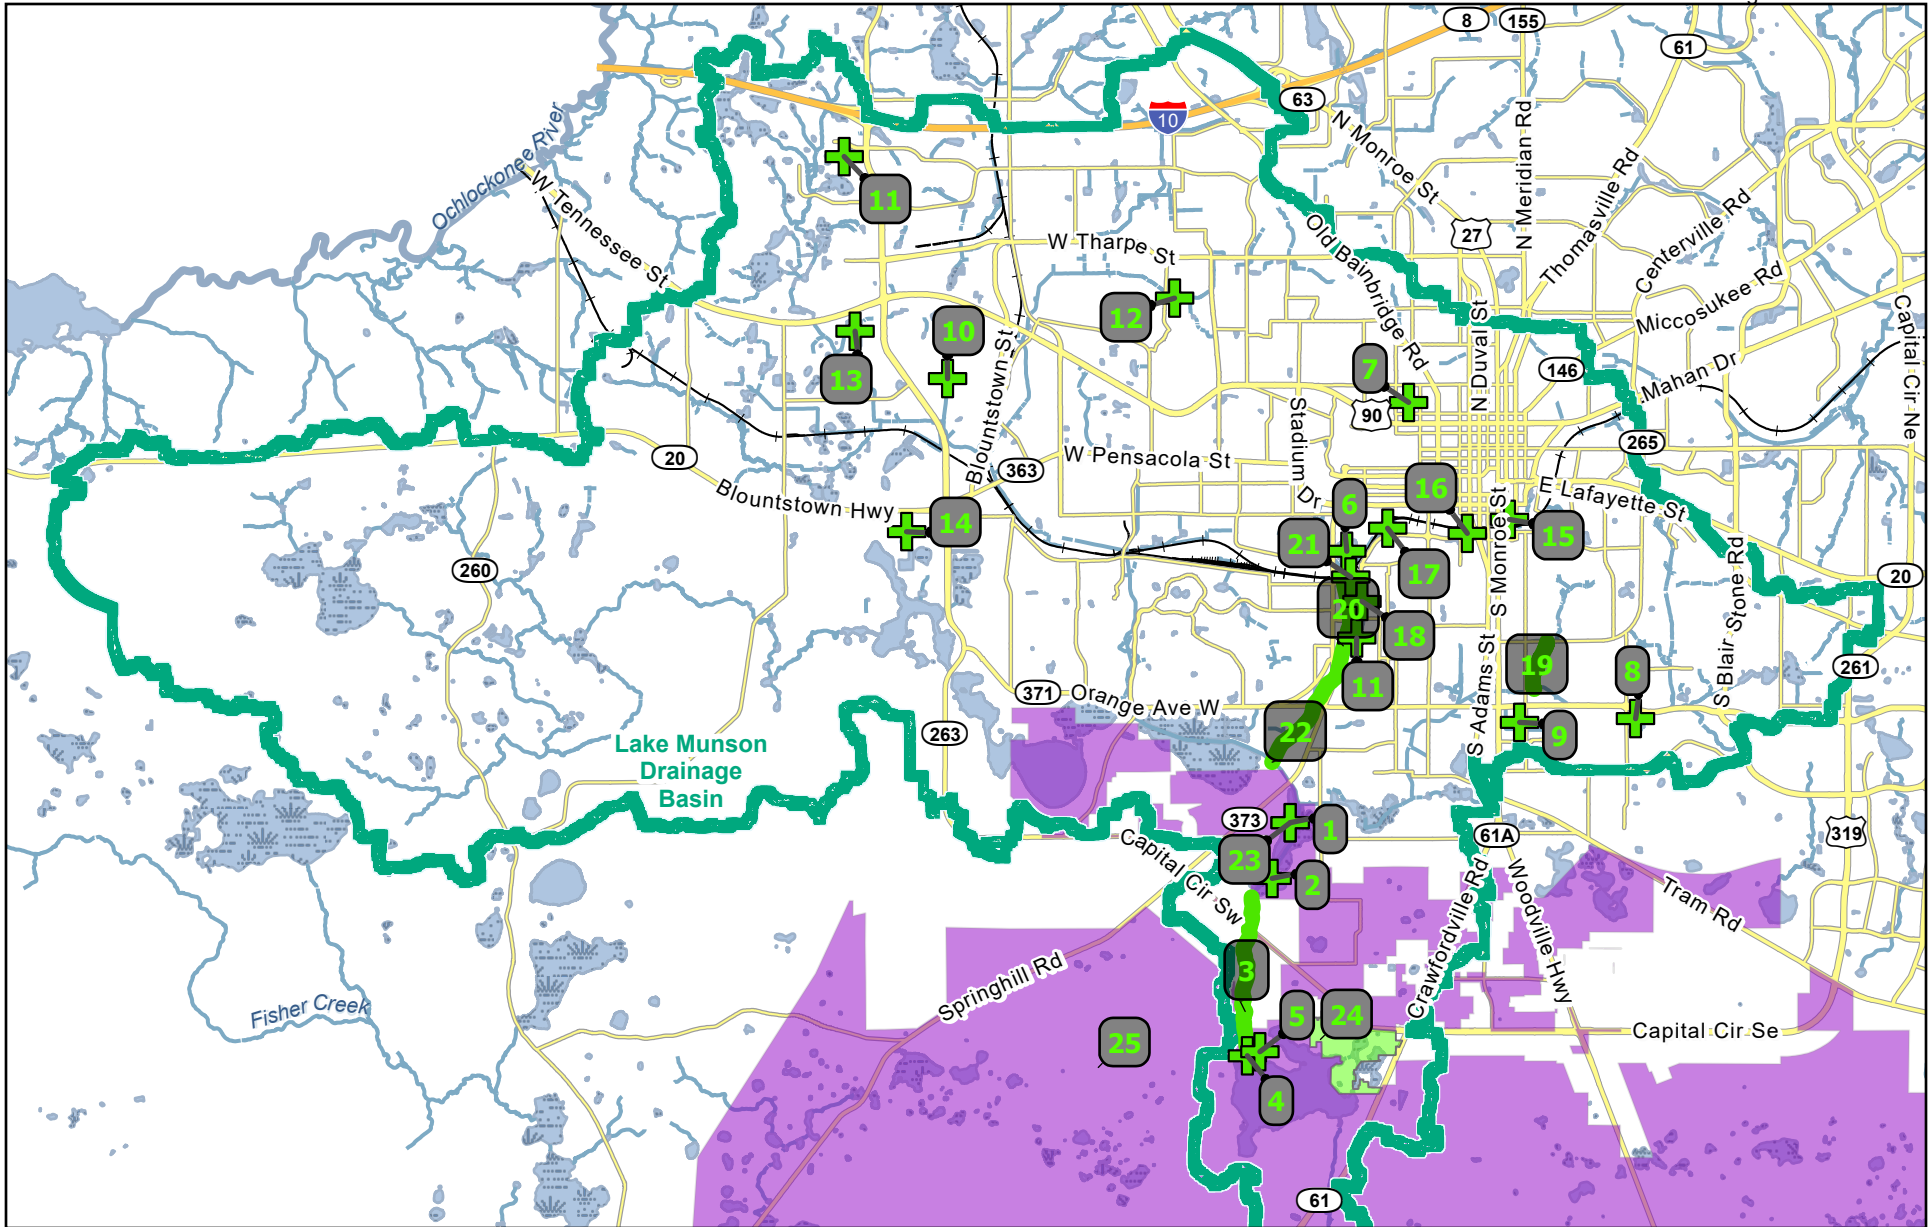 8
155
61
63
10
Ochlockonee River
N Monroe St
N Meridian Rd
Thomasville Rd
W Tennessee St
11
Centerville Rd
27
W Tharpe St
Old Bainbridge Rd
Miccosukee Rd
Capital Cir Ne
12
10
13
Blountown St
N Duval St
7
146
Mahan Dr
90
Stadium Dr
265
20
363
W Pensacola St
Blountstown Hwy
14
6
16
E Lafayette St
21
15
17
260
20
S Monroe St
S Blair Stone Rd
20
18
19
8
261
11
371
Orange Ave W
S Adams St
22
9
263
Lake Munson
Drainage
Basin
373
1
61A
319
23
2
Capital Cir Sw
Crawfordville Rd
Woodville Hwy
Tram Rd
3
Springhill Rd
Fisher Creek
5
24
Capital Cir Se
25
4
61